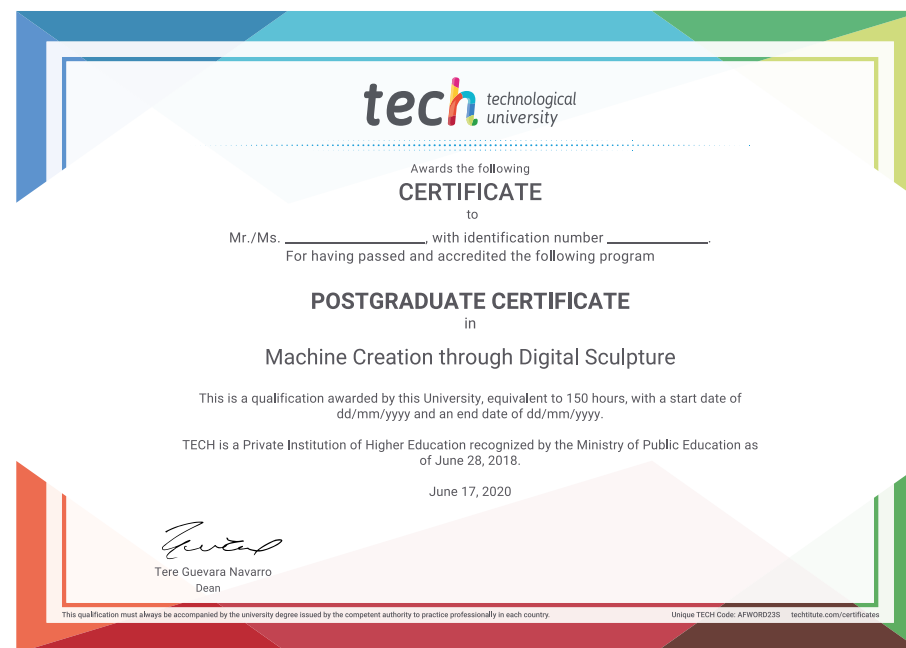 tech technological
university
Awards the following
CERTIFICATE
to
Mr./Ms. ____________________, with identification number ______________.
For having passed and accredited the following program
POSTGRADUATE CERTIFICATE
in
Machine Creation through Digital Sculpture
This is a qualification awarded by this University, equivalent to 150 hours, with a start date of
dd/mm/yyyy and an end date of dd/mm/yyyy.
TECH is a Private Institution of Higher Education recognized by the Ministry of Public Education as
of June 28, 2018.
June 17, 2020
Tere Guevara Navarro
Dean
This qualification must always be accompanied by the university degree issued by the competent authority to practice professionally in each country. Unique TECH Code: AFWORD23S techtitute.com/certificates